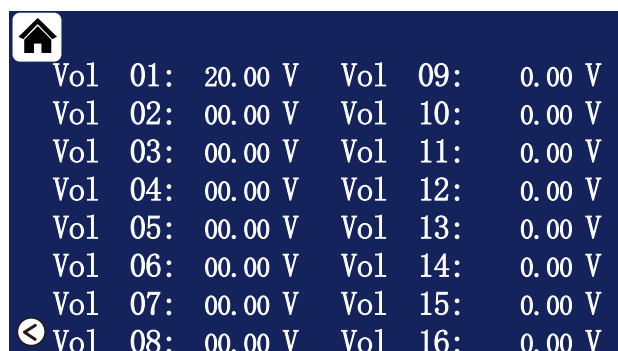 Vol 01: 20.00 V Vol 09: 0.00 V
Vol 02: 00.00 V Vol 10: 0.00 V
Vol 03: 00.00 V Vol 11: 0.00 V
Vol 04: 00.00 V Vol 12: 0.00 V
Vol 05: 00.00 V Vol 13: 0.00 V
Vol 06: 00.00 V Vol 14: 0.00 V
Vol 07: 00.00 V Vol 15: 0.00 V
Vol 08: 00.00 V Vol 16: 0.00 V